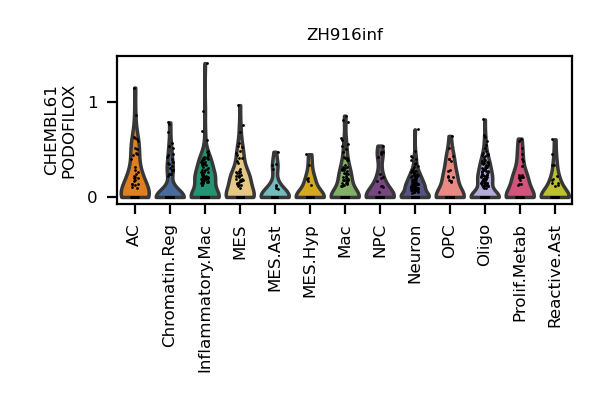 ZH916inf
CHEMBL61
PODOFILOX
1
0
AC
Chromatin.Reg
Inflammatory.Mac
MES
MES.Ast
MES.Hyp
Mac
NPC
Neuron
OPC
Oligo
Prolif.Metab
Reactive.Ast